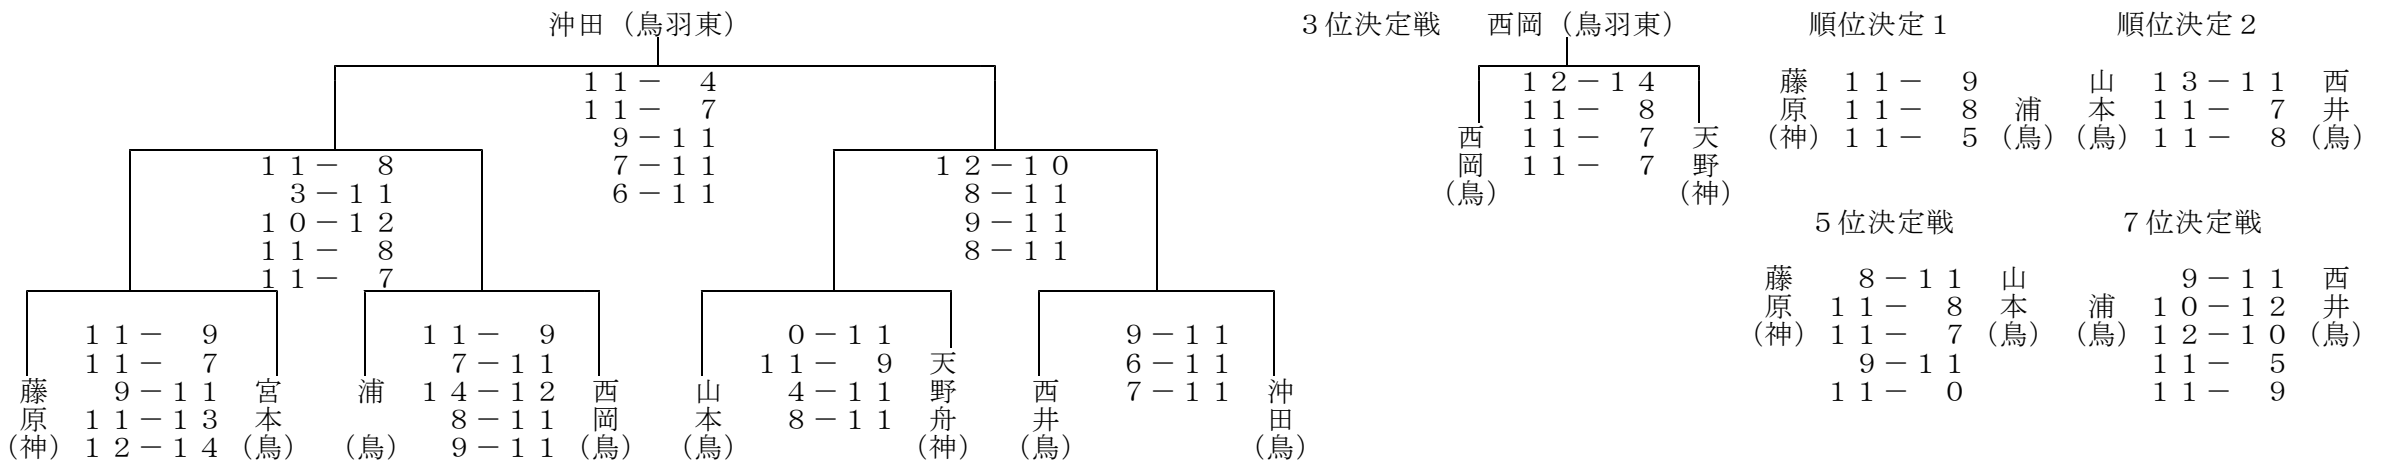 沖田（鳥羽東）
１１－　４
１１－　７
９－１１
７－１１
６－１１
１１－　８
３－１１
１０－１２
１１－　８
１１－　７
１２－１０
８－１１
９－１１
８－１１
藤原（神）
１１－　９
１１－　７
９－１１
１１－１３
１２－１４
宮本（鳥）
浦（鳥）
１１－　９
７－１１
１４－１２
８－１１
９－１１
西岡（鳥）
山本（鳥）
０－１１
１１－　９
４－１１
８－１１
天野舟（神）
西井（鳥）
９－１１
６－１１
７－１１
沖田（鳥）
３位決定戦　西岡（鳥羽東）
西岡（鳥）
１２－１４
１１－　８
１１－　７
１１－　７
天野（神）
順位決定１
藤原（神）
１１－　９
１１－　８
１１－　５
浦（鳥）
順位決定２
山本（鳥）
１３－１１
１１－　７
１１－　８
西井（鳥）
５位決定戦
藤原（神）
８－１１
１１－　８
１１－　７
９－１１
１１－　０
山本（鳥）
７位決定戦
浦（鳥）
９－１１
１０－１２
１２－１０
１１－　５
１１－　９
西井（鳥）